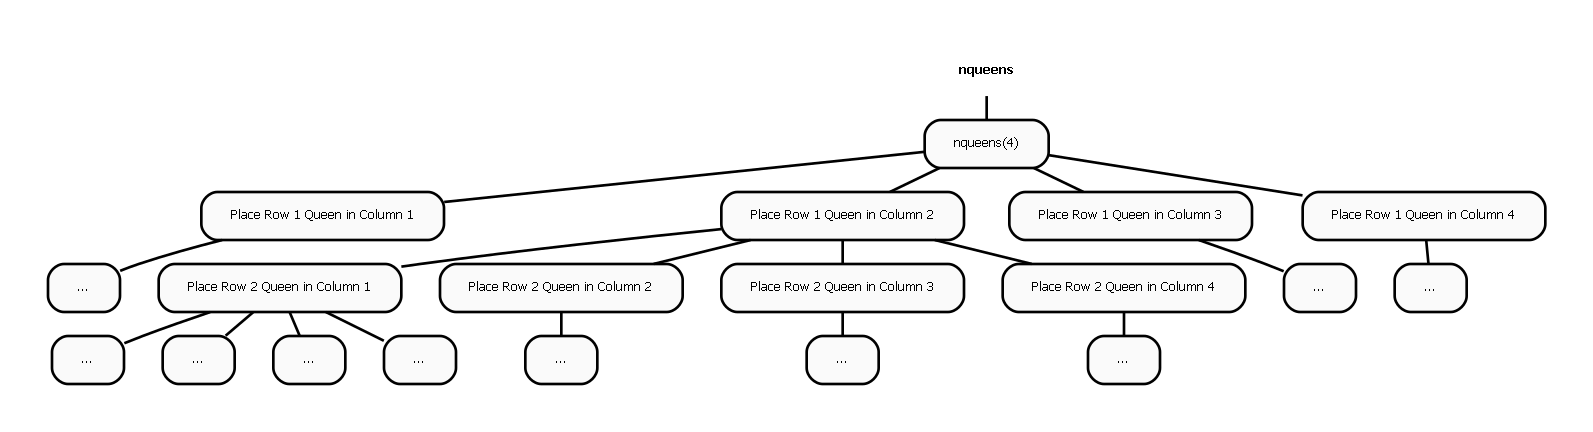 nqueens
nqueens(4)
Place Row 1 Queen in Column 1
Place Row 1 Queen in Column 2
Place Row 1 Queen in Column 3
Place Row 1 Queen in Column 4
...
Place Row 2 Queen in Column 1
Place Row 2 Queen in Column 2
Place Row 2 Queen in Column 3
Place Row 2 Queen in Column 4
...
...
...
...
...
...
...
...
...